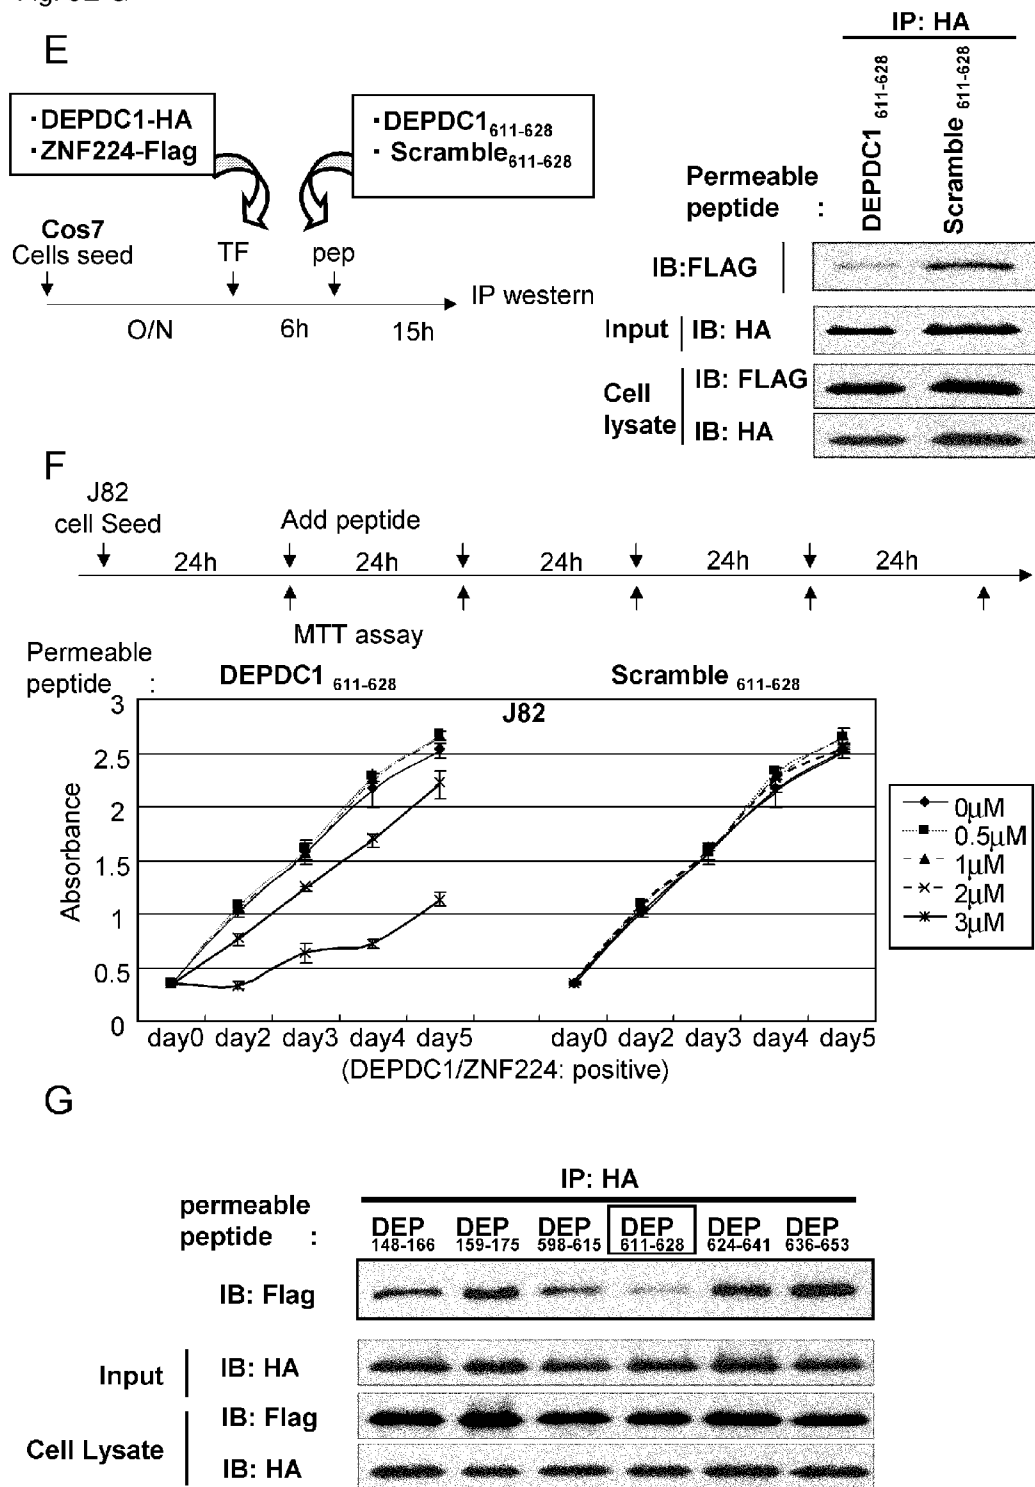 E
·DEPDC1-HA
·ZNF224-Flag
·DEPDC1 611-628
· Scramble 611-628
Cos7
Cells seed
TF
pep
IP western
O/N
6h
15h
IP: HA
Permeable
peptide :
DEPDC1 611-628
Scramble 611-628
IB:FLAG
Input
IB: HA
Cell
lysate
IB: FLAG
IB: HA
F
J82
cell Seed
Add peptide
24h 24h 24h 24h 24h
MTT assay
Permeable
peptide :
DEPDC1 611-628
Scramble 611-628
J82
Absorbance
3
2.5
2
1.5
1
0.5
0
day0 day2 day3 day4 day5 day0 day2 day3 day4 day5
(DEPDC1/ZNF224: positive)
0µM
0.5µM
1µM
2µM
3µM
G
IP: HA
permeable
peptide :
DEP DEP DEP DEP DEP DEP
148-166 159-175 598-615 611-628 624-641 636-653
IB: Flag
Input
IB: HA
Cell Lysate
IB: Flag
IB: HA